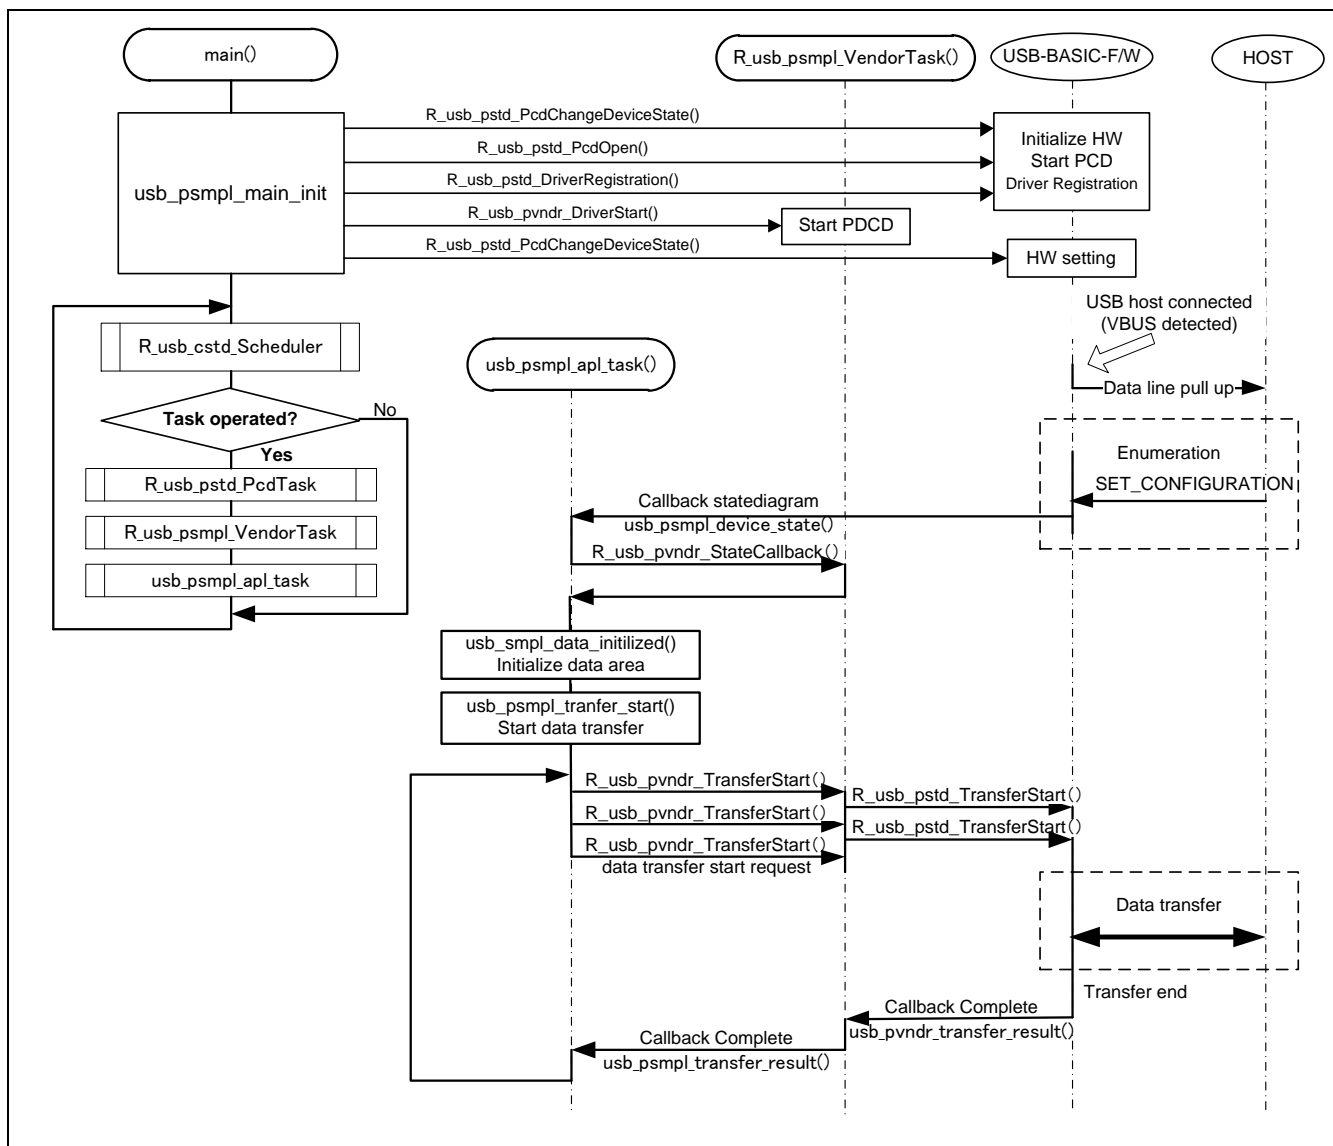 main()
R_usb_psmpl_VendorTask()
USB-BASIC-F/W
HOST
usb_psmpl_main_init
R_usb_pstd_PcdChangeDeviceState()
R_usb_pstd_PcdOpen()
R_usb_pstd_DriverRegistration()
R_usb_pvndr_DriverStart()
R_usb_pstd_PcdChangeDeviceState()
Initialize HW
Start PCD
Driver Registration
Start PDCD
HW setting
USB host connected
(VBUS detected)
Data line pull up
R_usb_cstd_Scheduler
Task operated?
No
Yes
R_usb_pstd_PcdTask
R_usb_psmpl_VendorTask
usb_psmpl_apl_task
usb_psmpl_apl_task()
Enumeration
SET_CONFIGURATION
Callback statediagram
usb_psmpl_device_state()
R_usb_pvndr_StateCallback()
usb_smpl_data_initilized()
Initialize data area
usb_psmpl_tranfer_start()
Start data transfer
R_usb_pvndr_TransferStart()
R_usb_pstd_TransferStart()
R_usb_pvndr_TransferStart()
R_usb_pstd_TransferStart()
R_usb_pvndr_TransferStart()
data transfer start request
Data transfer
Transfer end
Callback Complete
usb_pvndr_transfer_result()
Callback Complete
usb_psmpl_transfer_result()